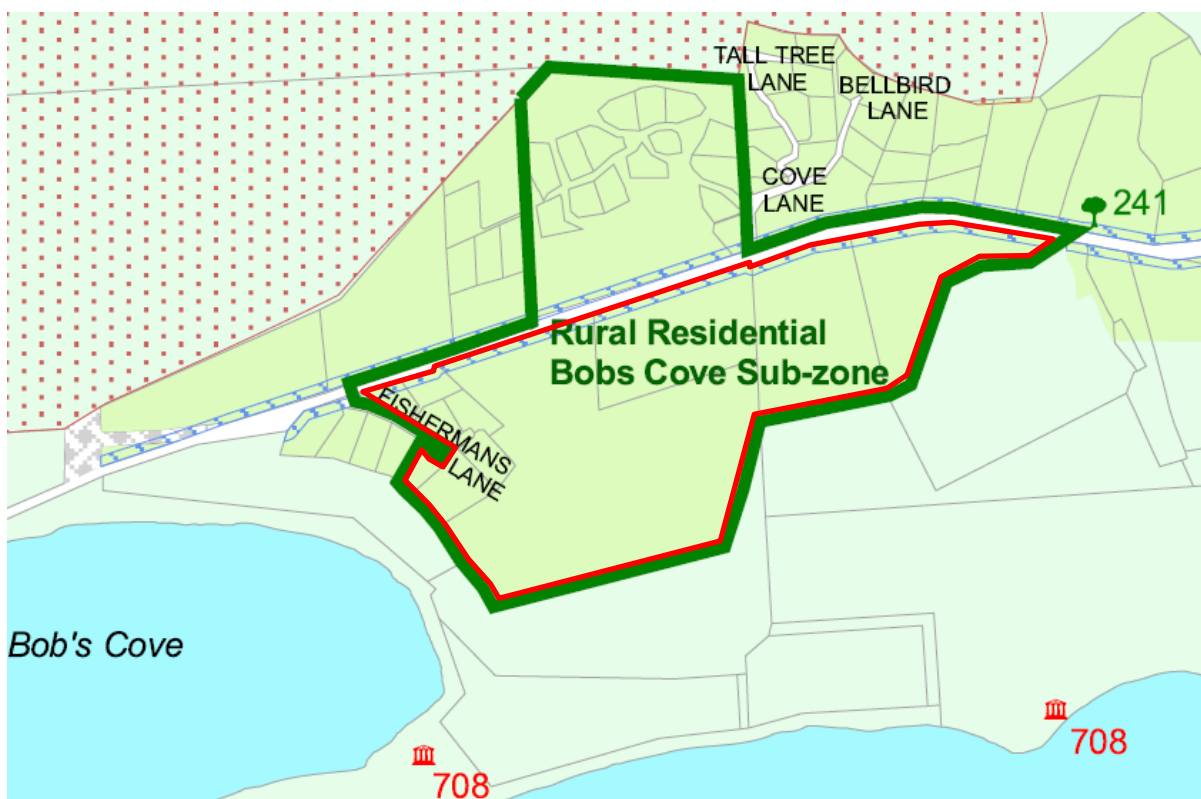 TALL TREE
LANE
BELLBIRD
LANE
COVE
LANE
241
Rural Residential
Bobs Cove Sub-zone
FISHERMANS
LANE
Bob's Cove
708
708